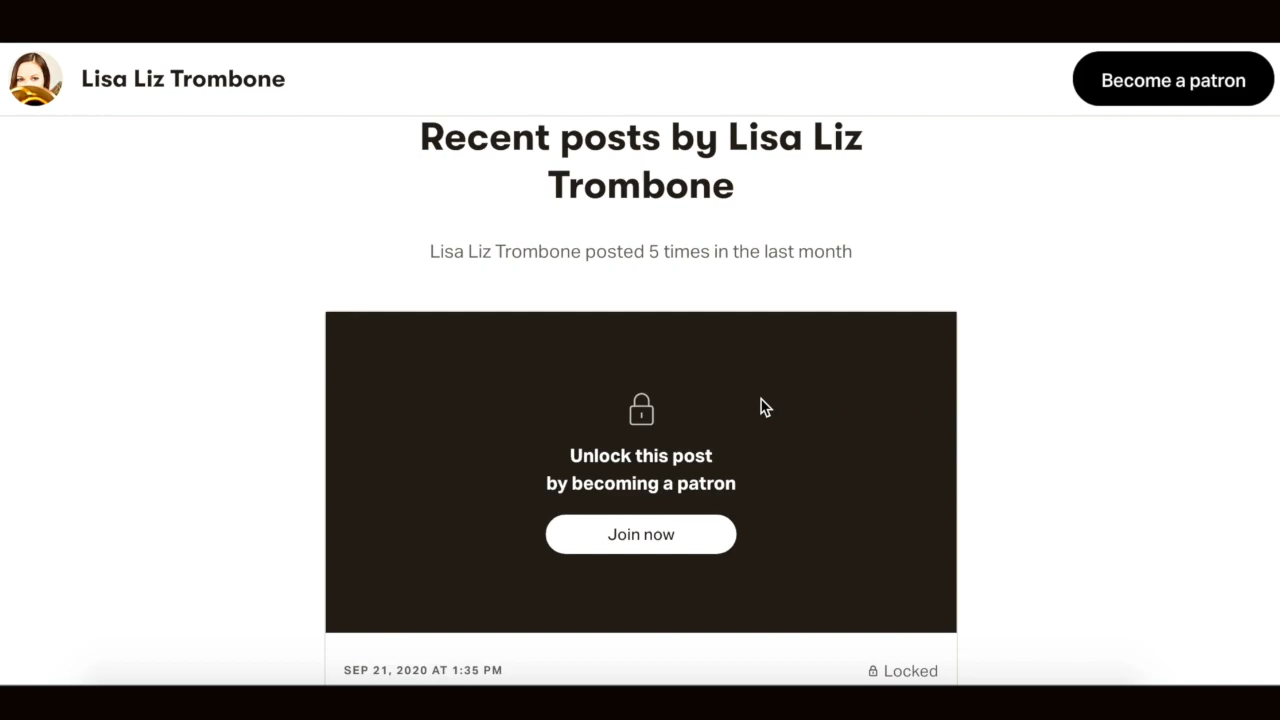 Lisa Liz Trombone
Become a patron
Recent posts by Lisa Liz
Trombone
Lisa Liz Trombone posted 5 times in the last month
Unlock this post
by becoming a patron
Join now
SEP 21, 2020 AT 1:35 PM
Locked